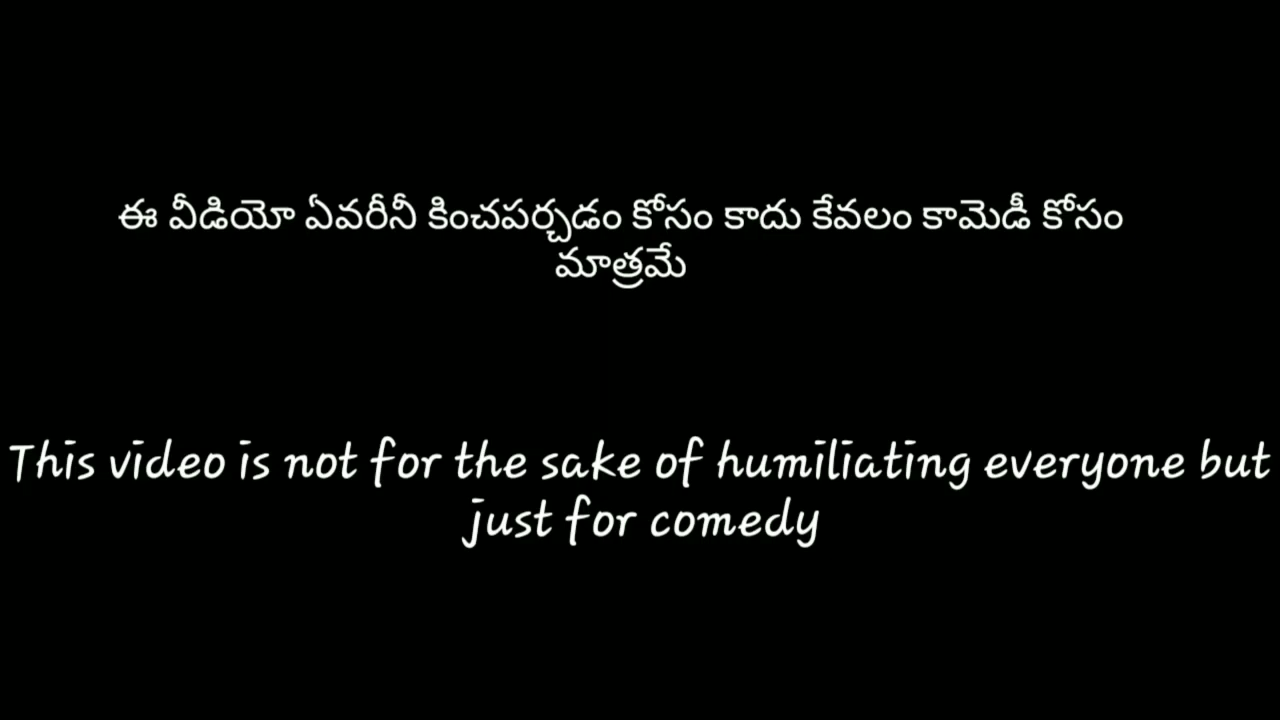 ఈ వీడియో ఏవరీనీ కించపర్చడం కోసం కాదు కేవలం కామెడీ కోసం
మాత్రమే
This video is not for the sake of humiliating everyone but
just for comedy